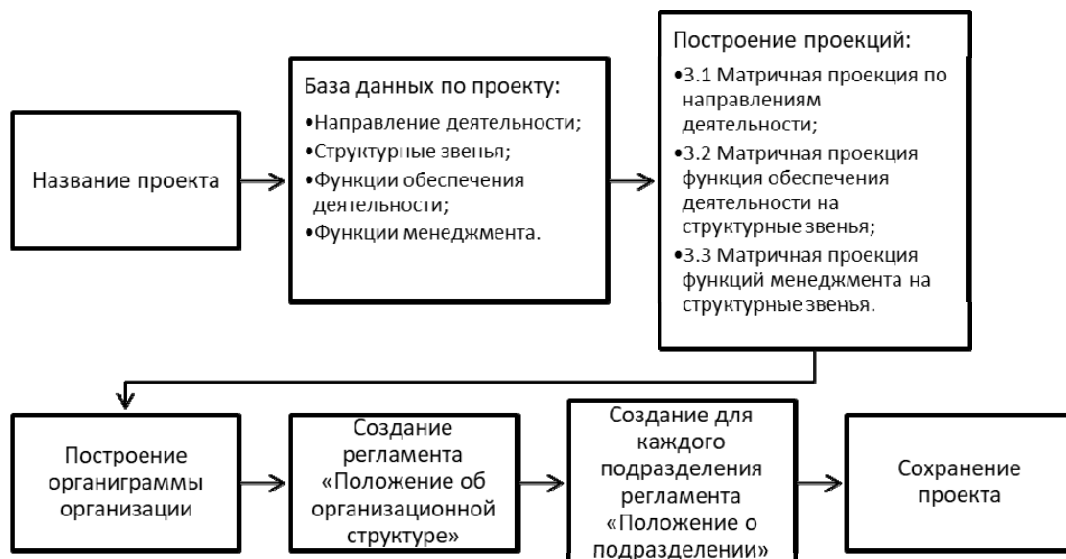 Название проекта
База данных по проекту:
•Направление деятельности;
•Структурные звенья;
•Функции обеспечения
деятельности;
•Функции менеджмента.
Построение проекций:
•3.1 Матричная проекция по
направлениям
деятельности;
•3.2 Матричная проекция
функция обеспечения
деятельности на
структурные звенья;
•3.3 Матричная проекция
функций менеджмента на
структурные звенья.
Построение
органиграммы
организации
Создание
регламента
«Положение об
организационной
структуре»
Создание для
каждого
подразделения
регламента
«Положение о
подразделении»
Сохранение
проекта